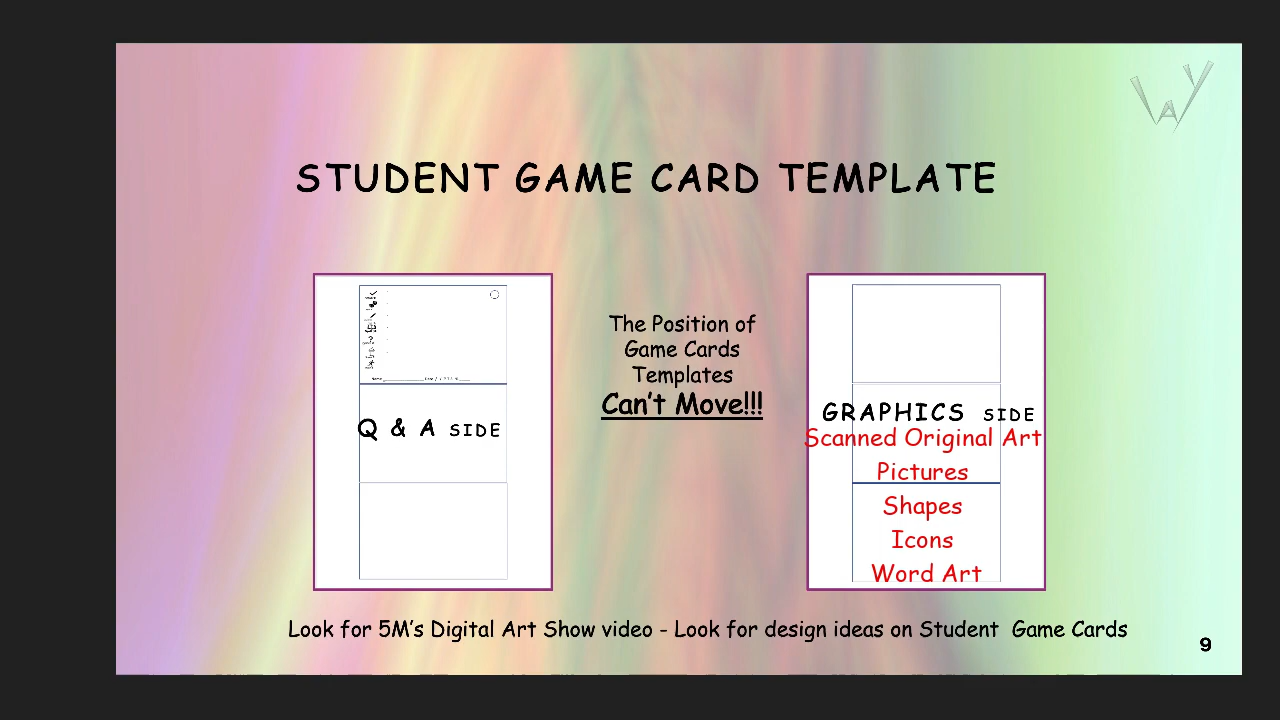 WAY
STUDENT GAME CARD TEMPLATE
The Position of
Game Cards
Templates
Can't Move!!!
Name
Q & A SIDE
GRAPHICS SIDE
Scanned Original Art
Pictures
Shapes
Icons
Word Art
Look for 5M's Digital Art Show video - Look for design ideas on Student Game Cards
9